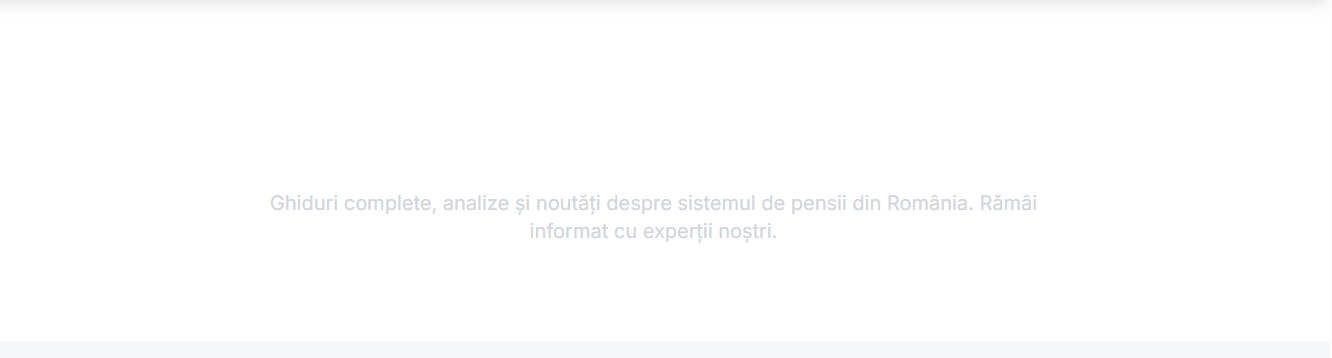 Ghiduri complete, analize și noutăți despre sistemul de pensii din România. Rămâi
informat cu experții noștri.